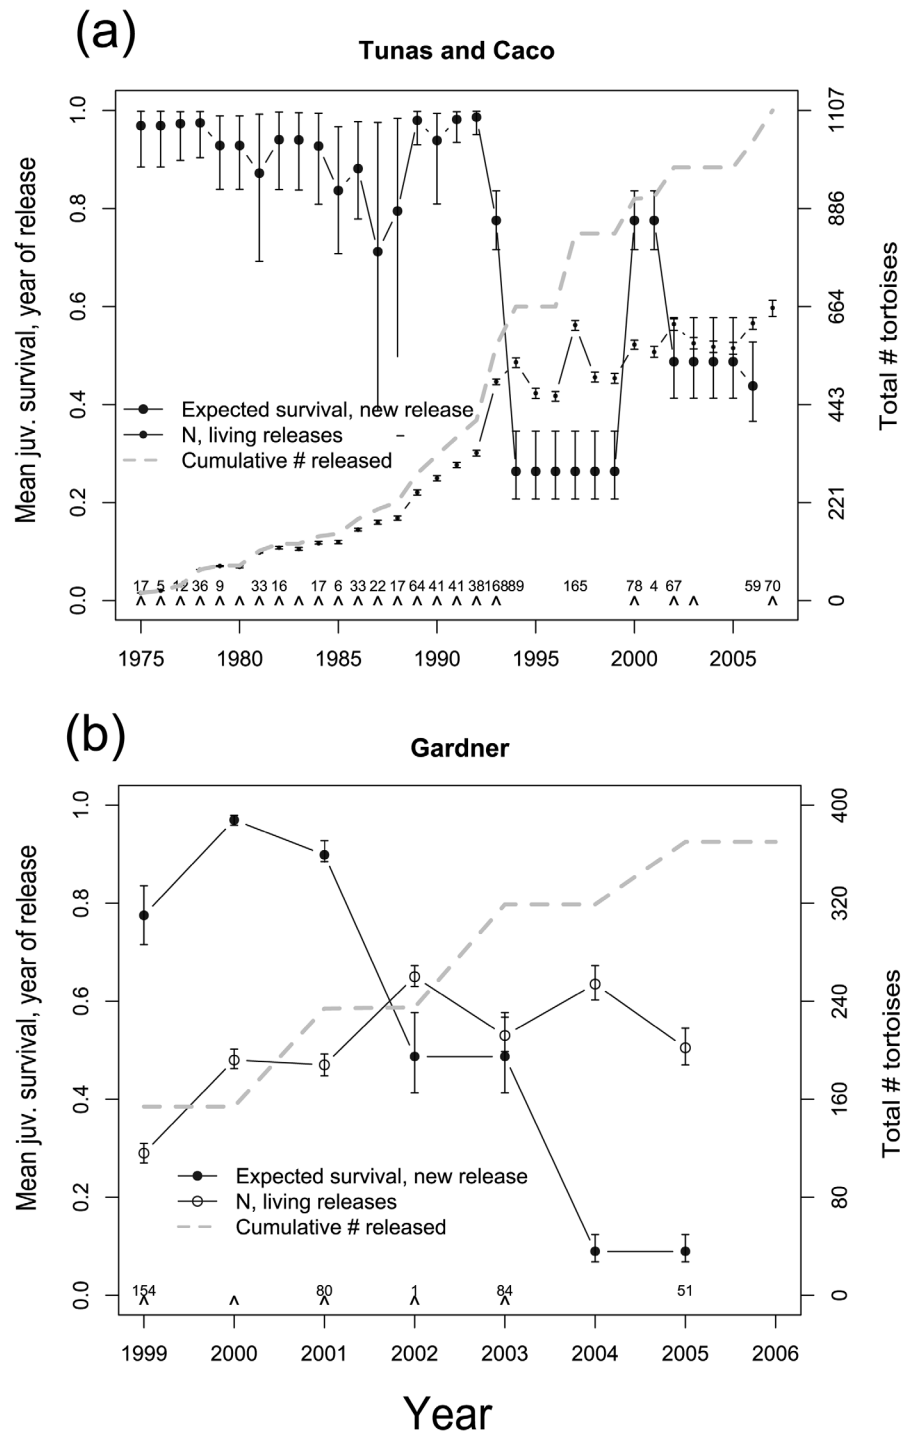 (a)
Tunas and Caco
Mean juv. survival, year of release
1.0
0.8
0.6
0.4
0.2
0.0
1107
886
664
443
221
0
Total # tortoises
Expected survival, new release
N, living releases
Cumulative # released
17 5 12 36 9 33 16 17 6 33 22 17 64 41 41 38 168 89 165 78 4 67 59 70
^ ^ ^ ^ ^ ^ ^ ^ ^ ^ ^ ^ ^ ^ ^ ^ ^ ^ ^ ^ ^ ^ ^
1975 1980 1985 1990 1995 2000 2005
(b)
Gardner
Mean juv. survival, year of release
1.0
0.8
0.6
0.4
0.2
0.0
400
320
240
160
80
0
Total # tortoises
Expected survival, new release
N, living releases
Cumulative # released
154 80 1 84 51
^ ^ ^ ^ ^
1999 2000 2001 2002 2003 2004 2005 2006
Year